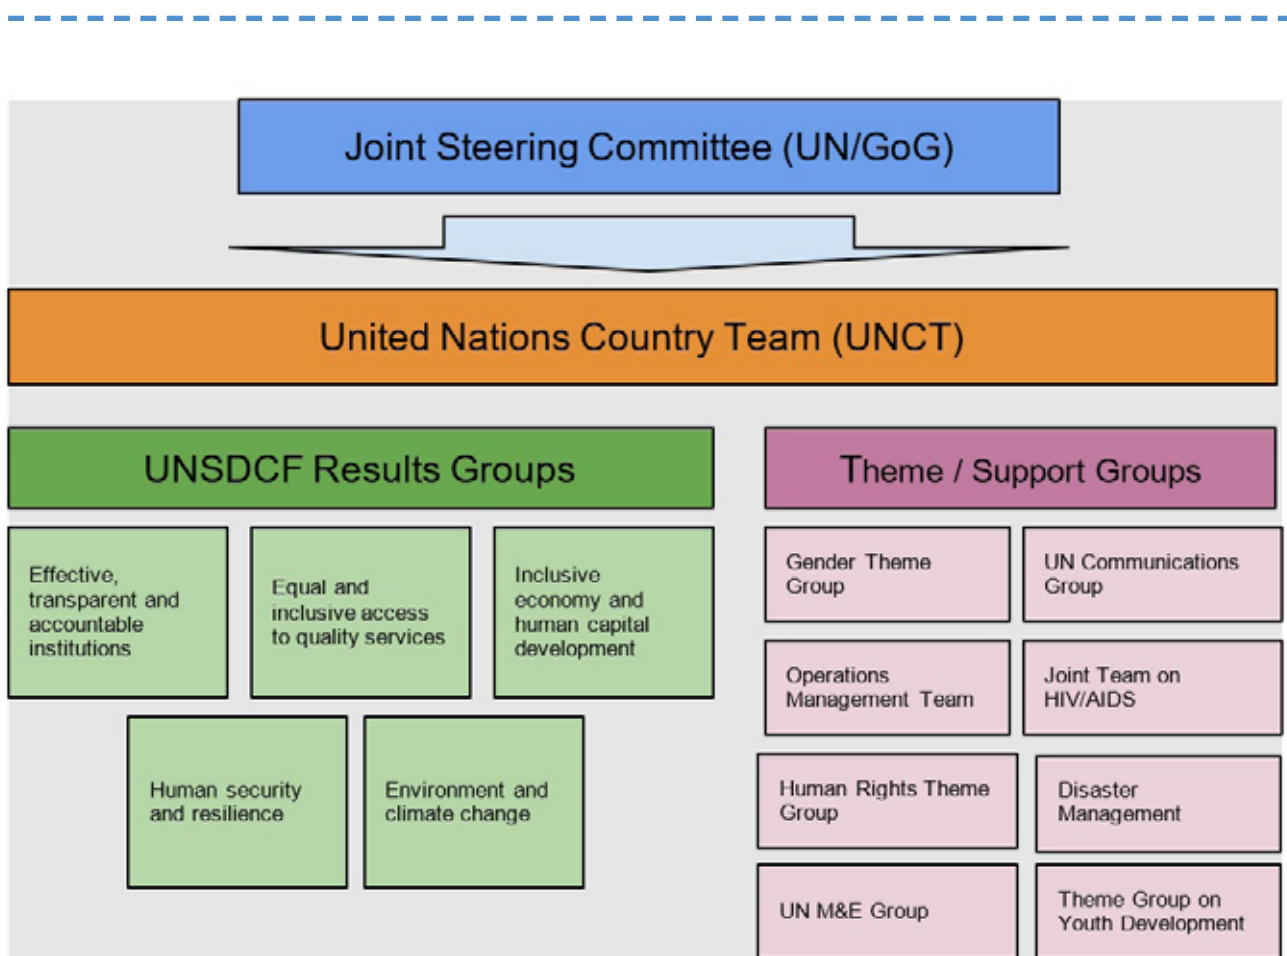 Joint Steering Committee (UN/GoG)
United Nations Country Team (UNCT)
UNSDCF Results Groups
Effective,
transparent and
accountable
institutions
Equal and
inclusive access
to quality services
Inclusive
economy and
human capital
development
Human security
and resilience
Environment and
climate change
Theme / Support Groups
Gender Theme
Group
UN Communications
Group
Operations
Management Team
Joint Team on
HIV/AIDS
Human Rights Theme
Group
Disaster
Management
UN M&E Group
Theme Group on
Youth Development